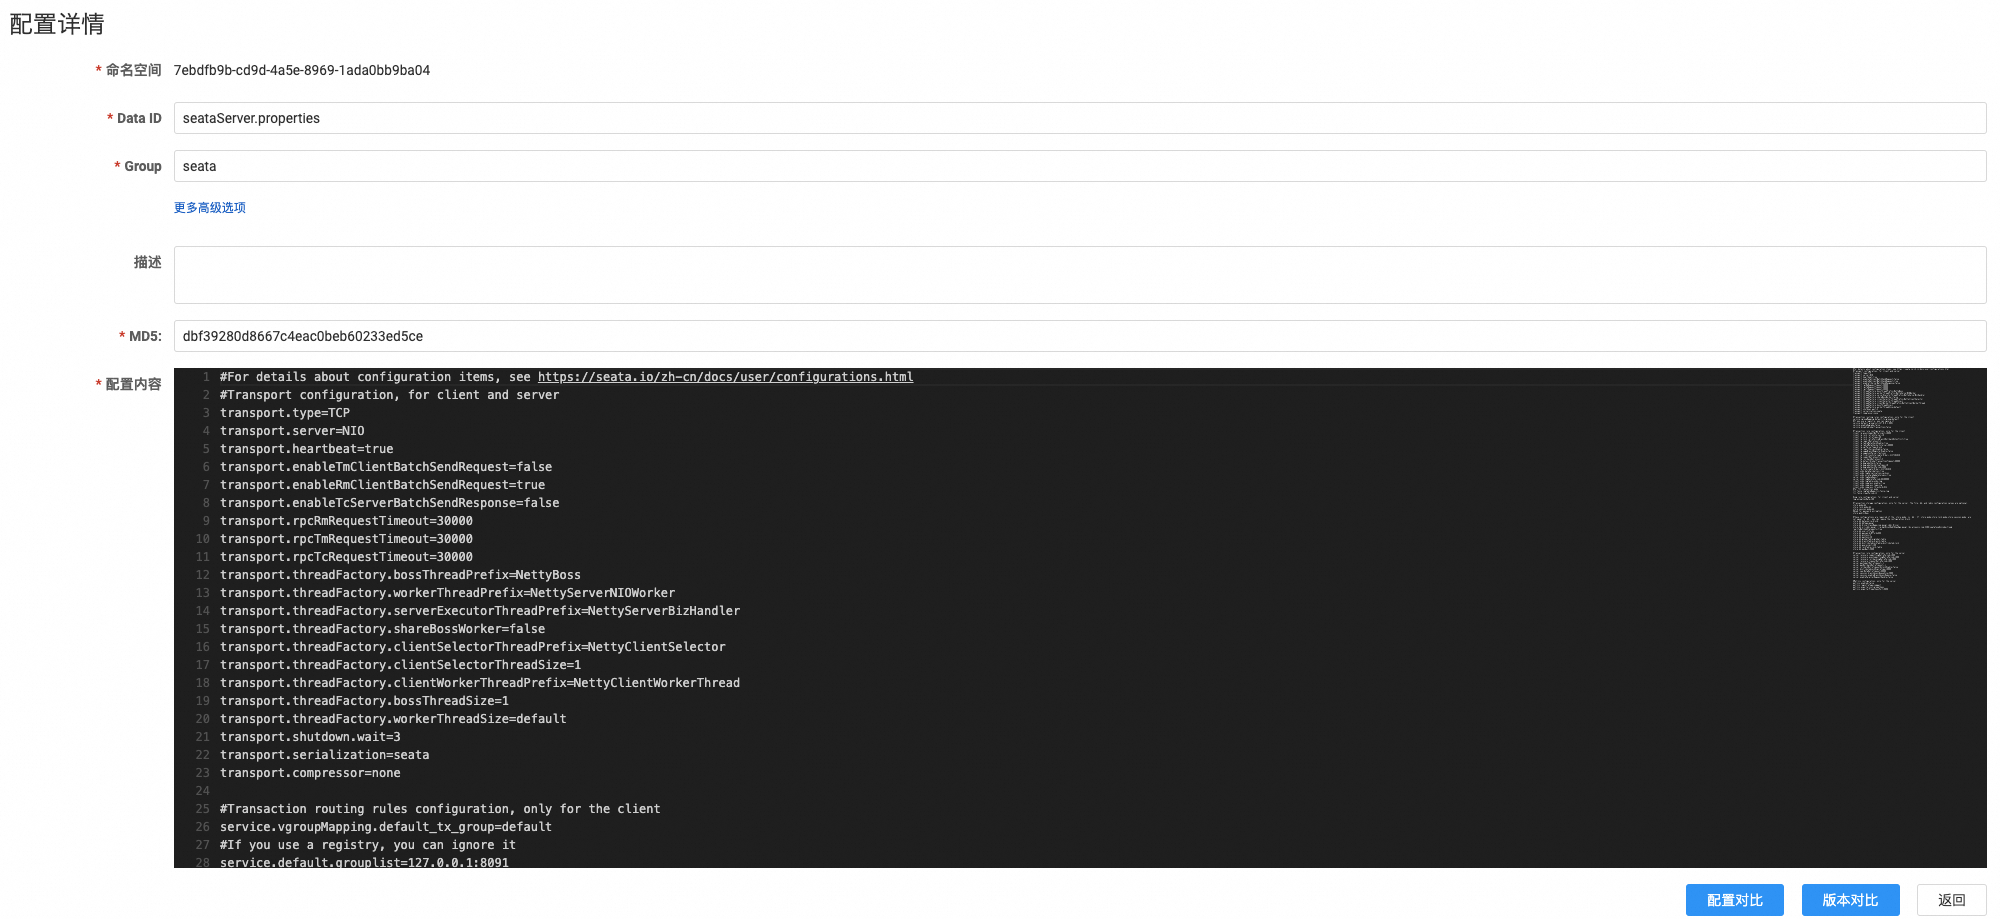 配置详情
* 命名空间 7ebdfb9b-cd9d-4a5e-8969-1ada0bb9ba04
* Data ID seataServer.properties
* Group seata
更多高级选项
描述
* MD5: dbf39280d8667c4eac0beb60233ed5ce
* 配置内容
1 #For details about configuration items, see https://seata.io/zh-cn/docs/user/configurations.html
2 #Transport configuration, for client and server
3 transport.type=TCP
4 transport.server=NIO
5 transport.heartbeat=true
6 transport.enableTmClientBatchSendRequest=false
7 transport.enableRmClientBatchSendRequest=true
8 transport.enableTcServerBatchSendResponse=false
9 transport.rpcRmRequestTimeout=30000
10 transport.rpcTmRequestTimeout=30000
11 transport.rpcTcRequestTimeout=30000
12 transport.threadFactory.bossThreadPrefix=NettyBoss
13 transport.threadFactory.workerThreadPrefix=NettyServerNIOWorker
14 transport.threadFactory.serverExecutorThreadPrefix=NettyServerBizHandler
15 transport.threadFactory.shareBossWorker=false
16 transport.threadFactory.clientSelectorThreadPrefix=NettyClientSelector
17 transport.threadFactory.clientSelectorThreadSize=1
18 transport.threadFactory.clientWorkerThreadPrefix=NettyClientWorkerThread
19 transport.threadFactory.bossThreadSize=1
20 transport.threadFactory.workerThreadSize=default
21 transport.shutdown.wait=3
22 transport.serialization=seata
23 transport.compressor=none
24
25 #Transaction routing rules configuration, only for the client
26 service.vgroupMapping.default_tx_group=default
27 #If you use a registry, you can ignore it
28 service.default.grouplist=127.0.0.1:8091
配置对比 版本对比 返回